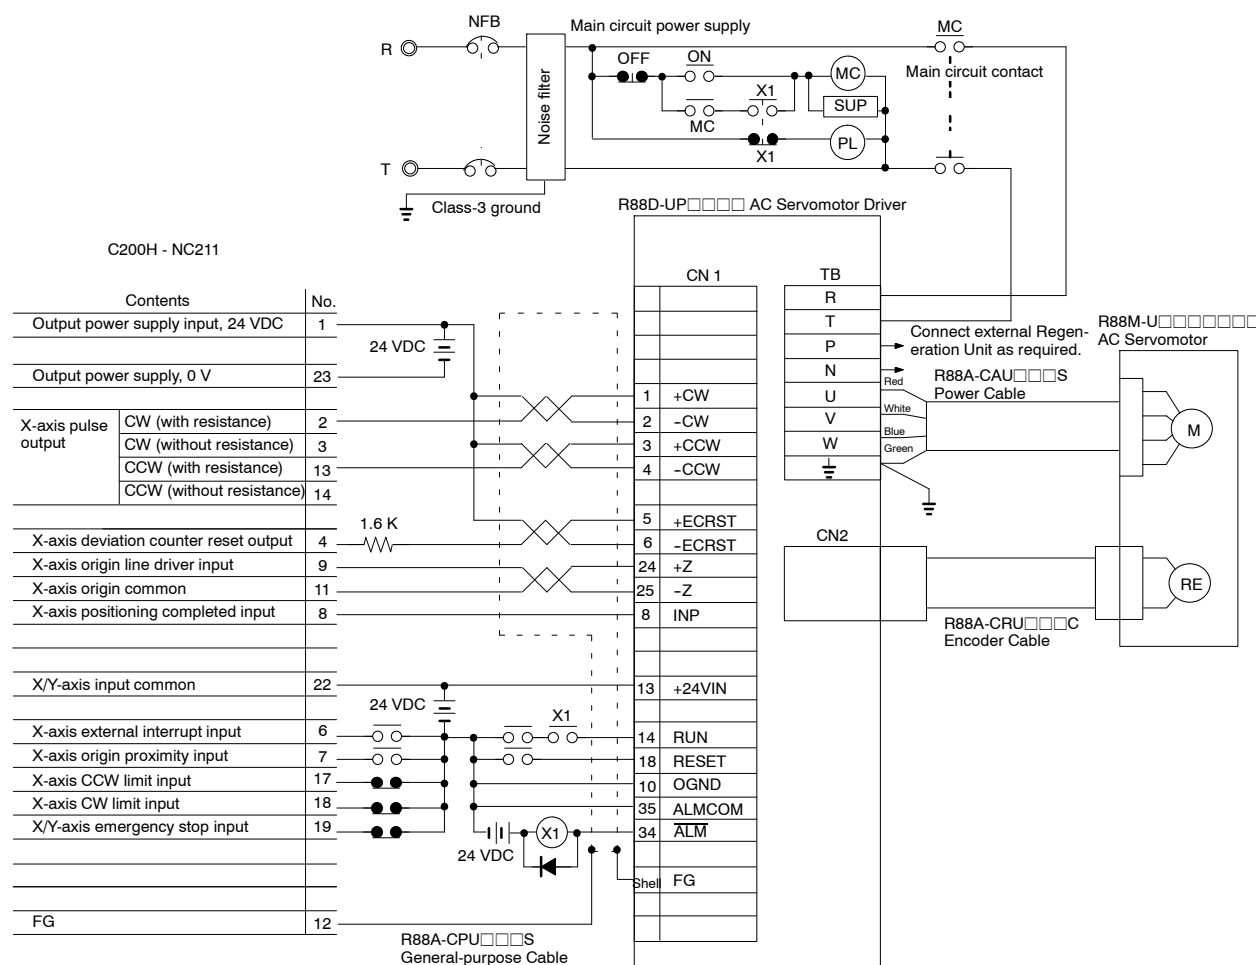 NFB
Main circuit power supply
MC
R
OFF
ON
MC
Main circuit contact
X1
SUP
Noise filter
MC
PL
X1
T
Class-3 ground
R88D-UP□□□□ AC Servomotor Driver
C200H - NC211
CN 1
TB
Contents
No.
R
Output power supply input, 24 VDC
1
T
R88M-U□□□□□□□
AC Servomotor
24 VDC
P
Connect external Regen-
eration Unit as required.
N
Output power supply, 0 V
23
Red
R88A-CAU□□□S
Power Cable
1
+CW
U
X-axis pulse
output
CW (with resistance)
2
2
-CW
V
White
M
CW (without resistance)
3
3
+CCW
W
Blue
CCW (with resistance)
13
4
-CCW
Green
CCW (without resistance)
14
1.6 K
5
+ECRST
CN2
X-axis deviation counter reset output
4
6
-ECRST
X-axis origin line driver input
9
24
+Z
RE
X-axis origin common
11
25
-Z
X-axis positioning completed input
8
8
INP
R88A-CRU□□□C
Encoder Cable
X/Y-axis input common
22
13
+24VIN
24 VDC
X1
X-axis external interrupt input
6
14
RUN
X-axis origin proximity input
7
18
RESET
X-axis CCW limit input
17
10
OGND
X-axis CW limit input
18
35
ALMCOM
X/Y-axis emergency stop input
19
X1
34
ALM
24 VDC
Shell
FG
FG
12
R88A-CPU□□□S
General-purpose Cable